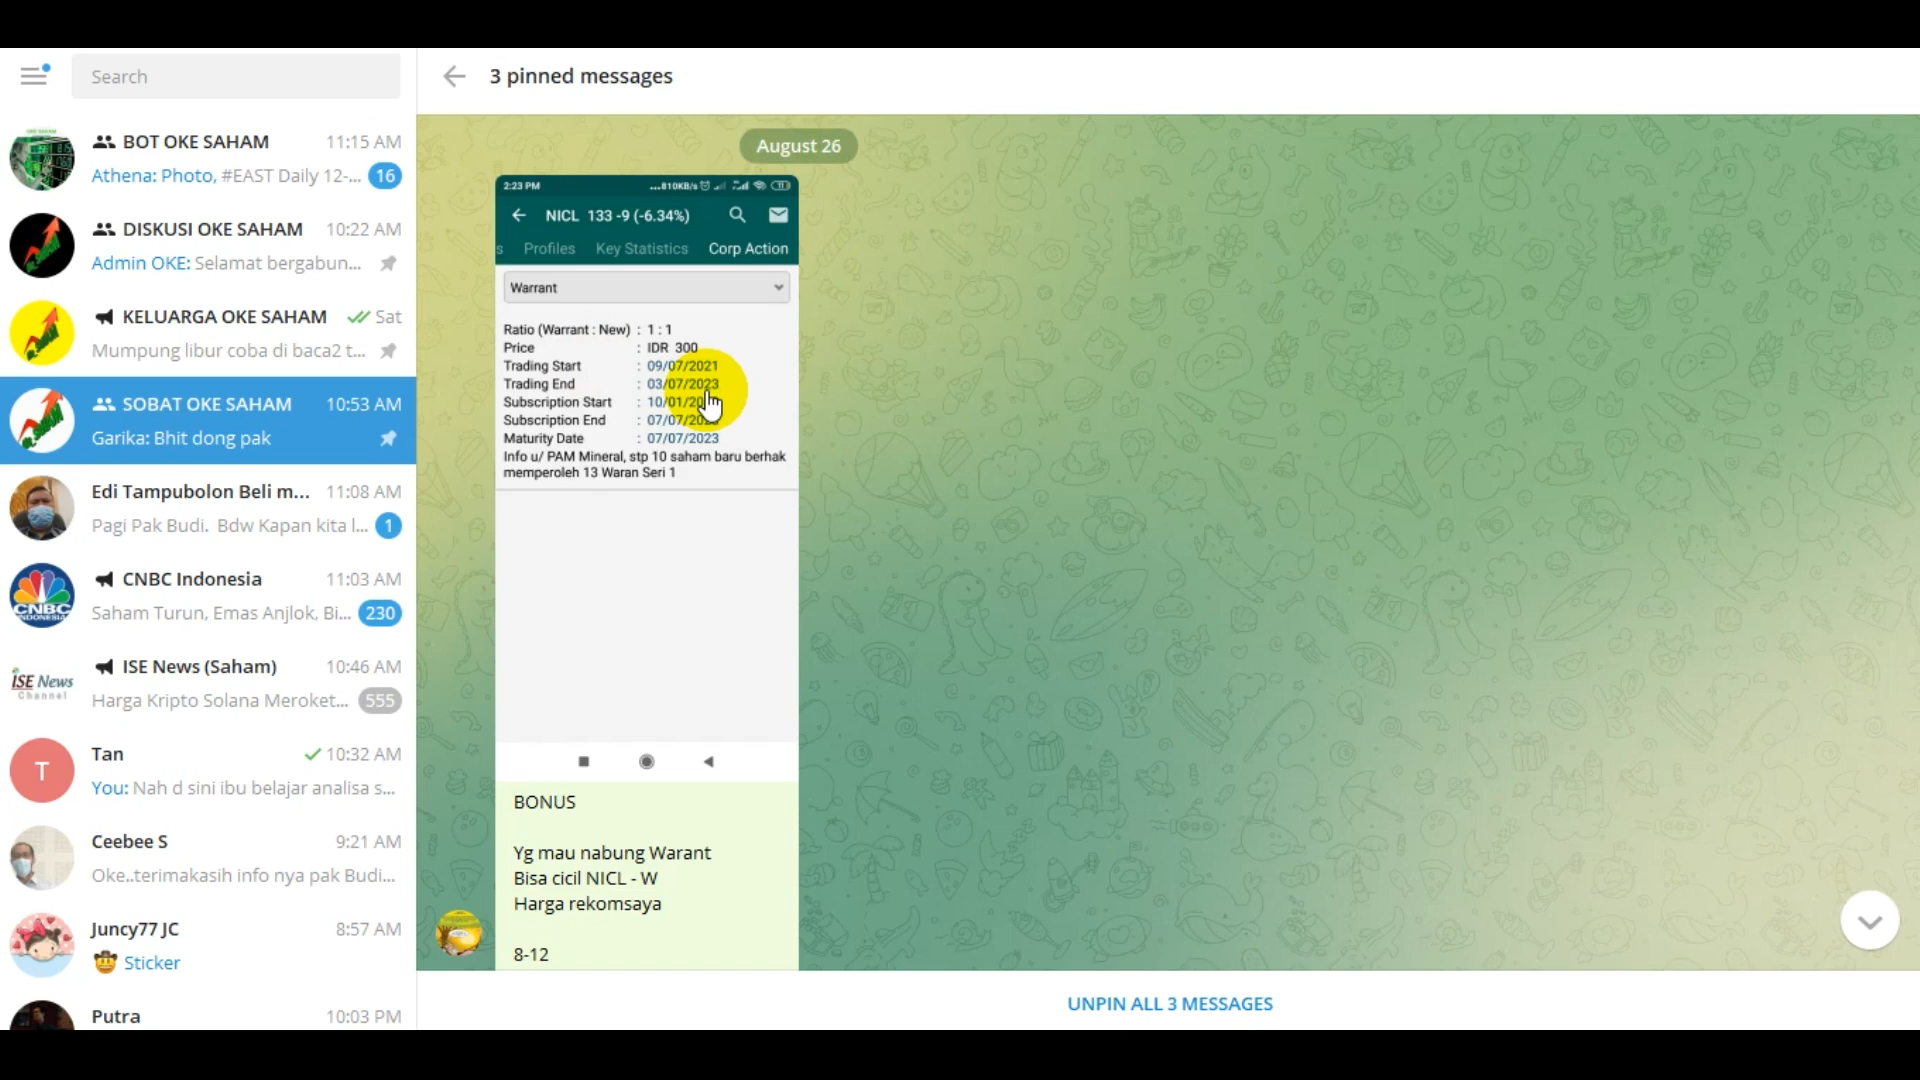 Search
BOT OKE SAHAM 11:15 AM
Athena: Photo, #EAST Daily 12-... 16
DISKUSI OKE SAHAM 10:22 AM
Admin OKE: Selamat bergabun...
KELUARGA OKE SAHAM Sat
Mumpung libur coba di baca2 t...
SOBAT OKE SAHAM 10:53 AM
Garika: Bhit dong pak
Edi Tampubolon Beli m... 11:08 AM
Pagi Pak Budi. Bdw Kapan kita l... 1
CNBC Indonesia 11:03 AM
Saham Turun, Emas Anjlok, Bi... 230
CNBC
INDONESIA
ISE News (Saham) 10:46 AM
Harga Kripto Solana Meroket... 555
ISE News
Channel
Tan 10:32 AM
You: Nah d sini ibu belajar analisa s...
T
Ceebee S 9:21 AM
Oke..terimakasih info nya pak Budi...
Juncy77 JC 8:57 AM
Sticker
Putra 10:03 PM
3 pinned messages
August 26
2:23 PM ...810KB/s
NICL 133 -9 (-6.34%)
s Profiles Key Statistics Corp Action
Warrant
Ratio (Warrant : New) : 1 : 1
Price : IDR 300
Trading Start : 09/07/2021
Trading End : 03/07/2023
Subscription Start : 10/01/20
Subscription End : 07/07/20
Maturity Date : 07/07/2023
Info u/ PAM Mineral, stp 10 saham baru berhak
memperoleh 13 Waran Seri 1
BONUS
Yg mau nabung Warant
Bisa cicil NICL - W
Harga rekomsaya
8-12
UNPIN ALL 3 MESSAGES